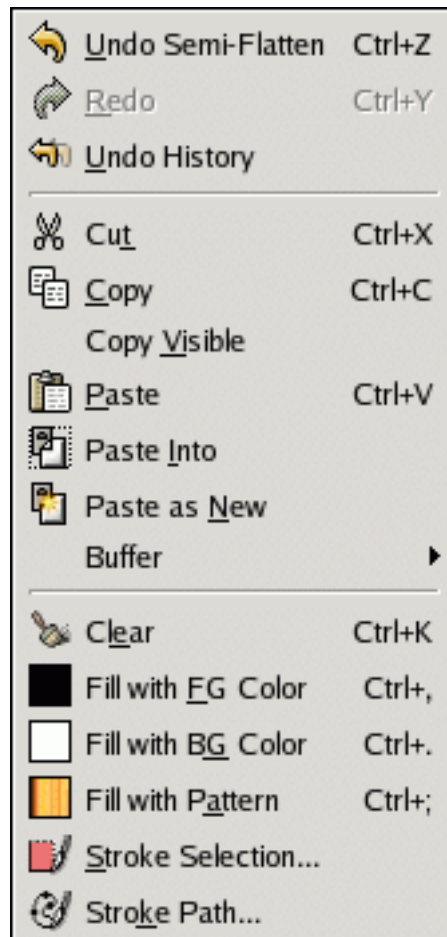 Undo Semi-Flatten Ctrl+Z
Redo Ctrl+Y
Undo History
Cut Ctrl+X
Copy Ctrl+C
Copy Visible
Paste Ctrl+V
Paste Into
Paste as New
Buffer
Clear Ctrl+K
Fill with FG Color Ctrl+,
Fill with BG Color Ctrl+.
Fill with Pattern Ctrl+;
Stroke Selection...
Stroke Path...